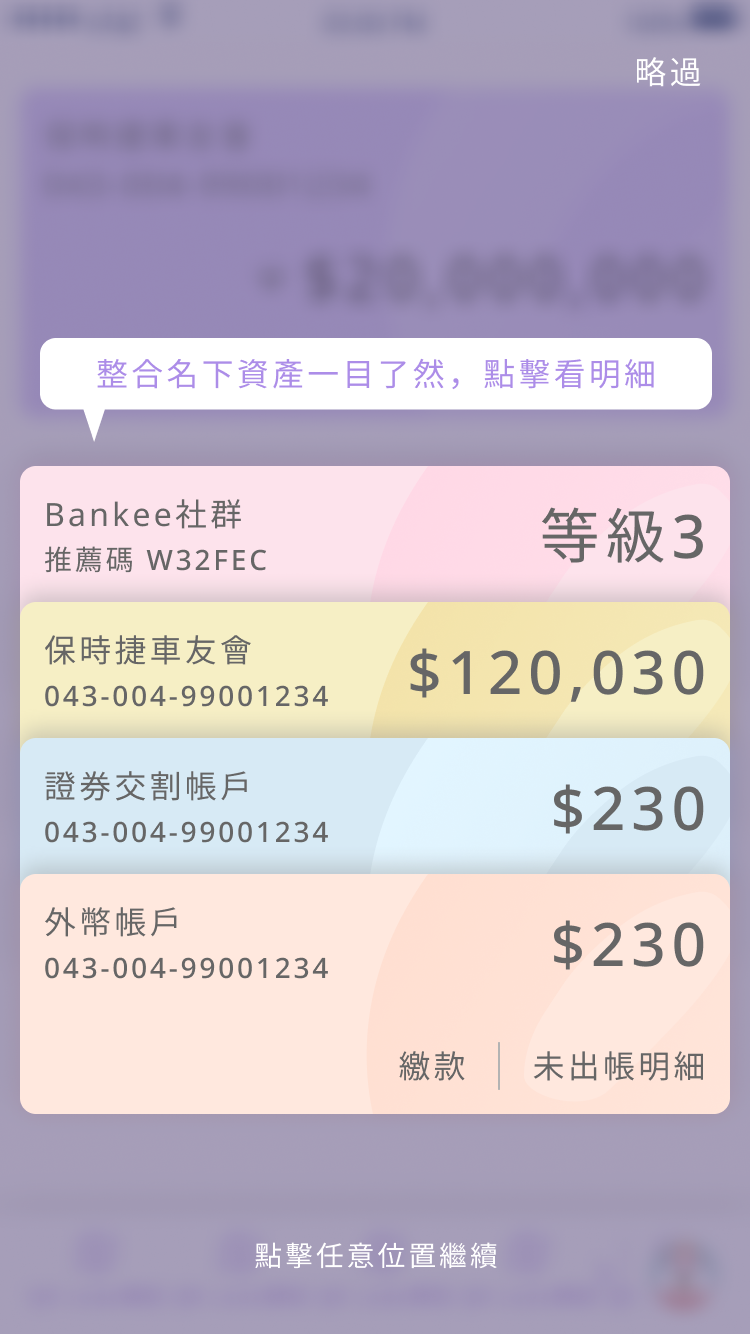 略過
$20,000,000
整合名下資產一目了然，點擊看明細
Bankee社群
等級3
推薦碼 W32FEC
保時捷車友會
$120,030
043-004-99001234
證券交割帳戶
$230
043-004-99001234
外幣帳戶
$230
043-004-99001234
繳款
未出帳明細
點擊任意位置繼續